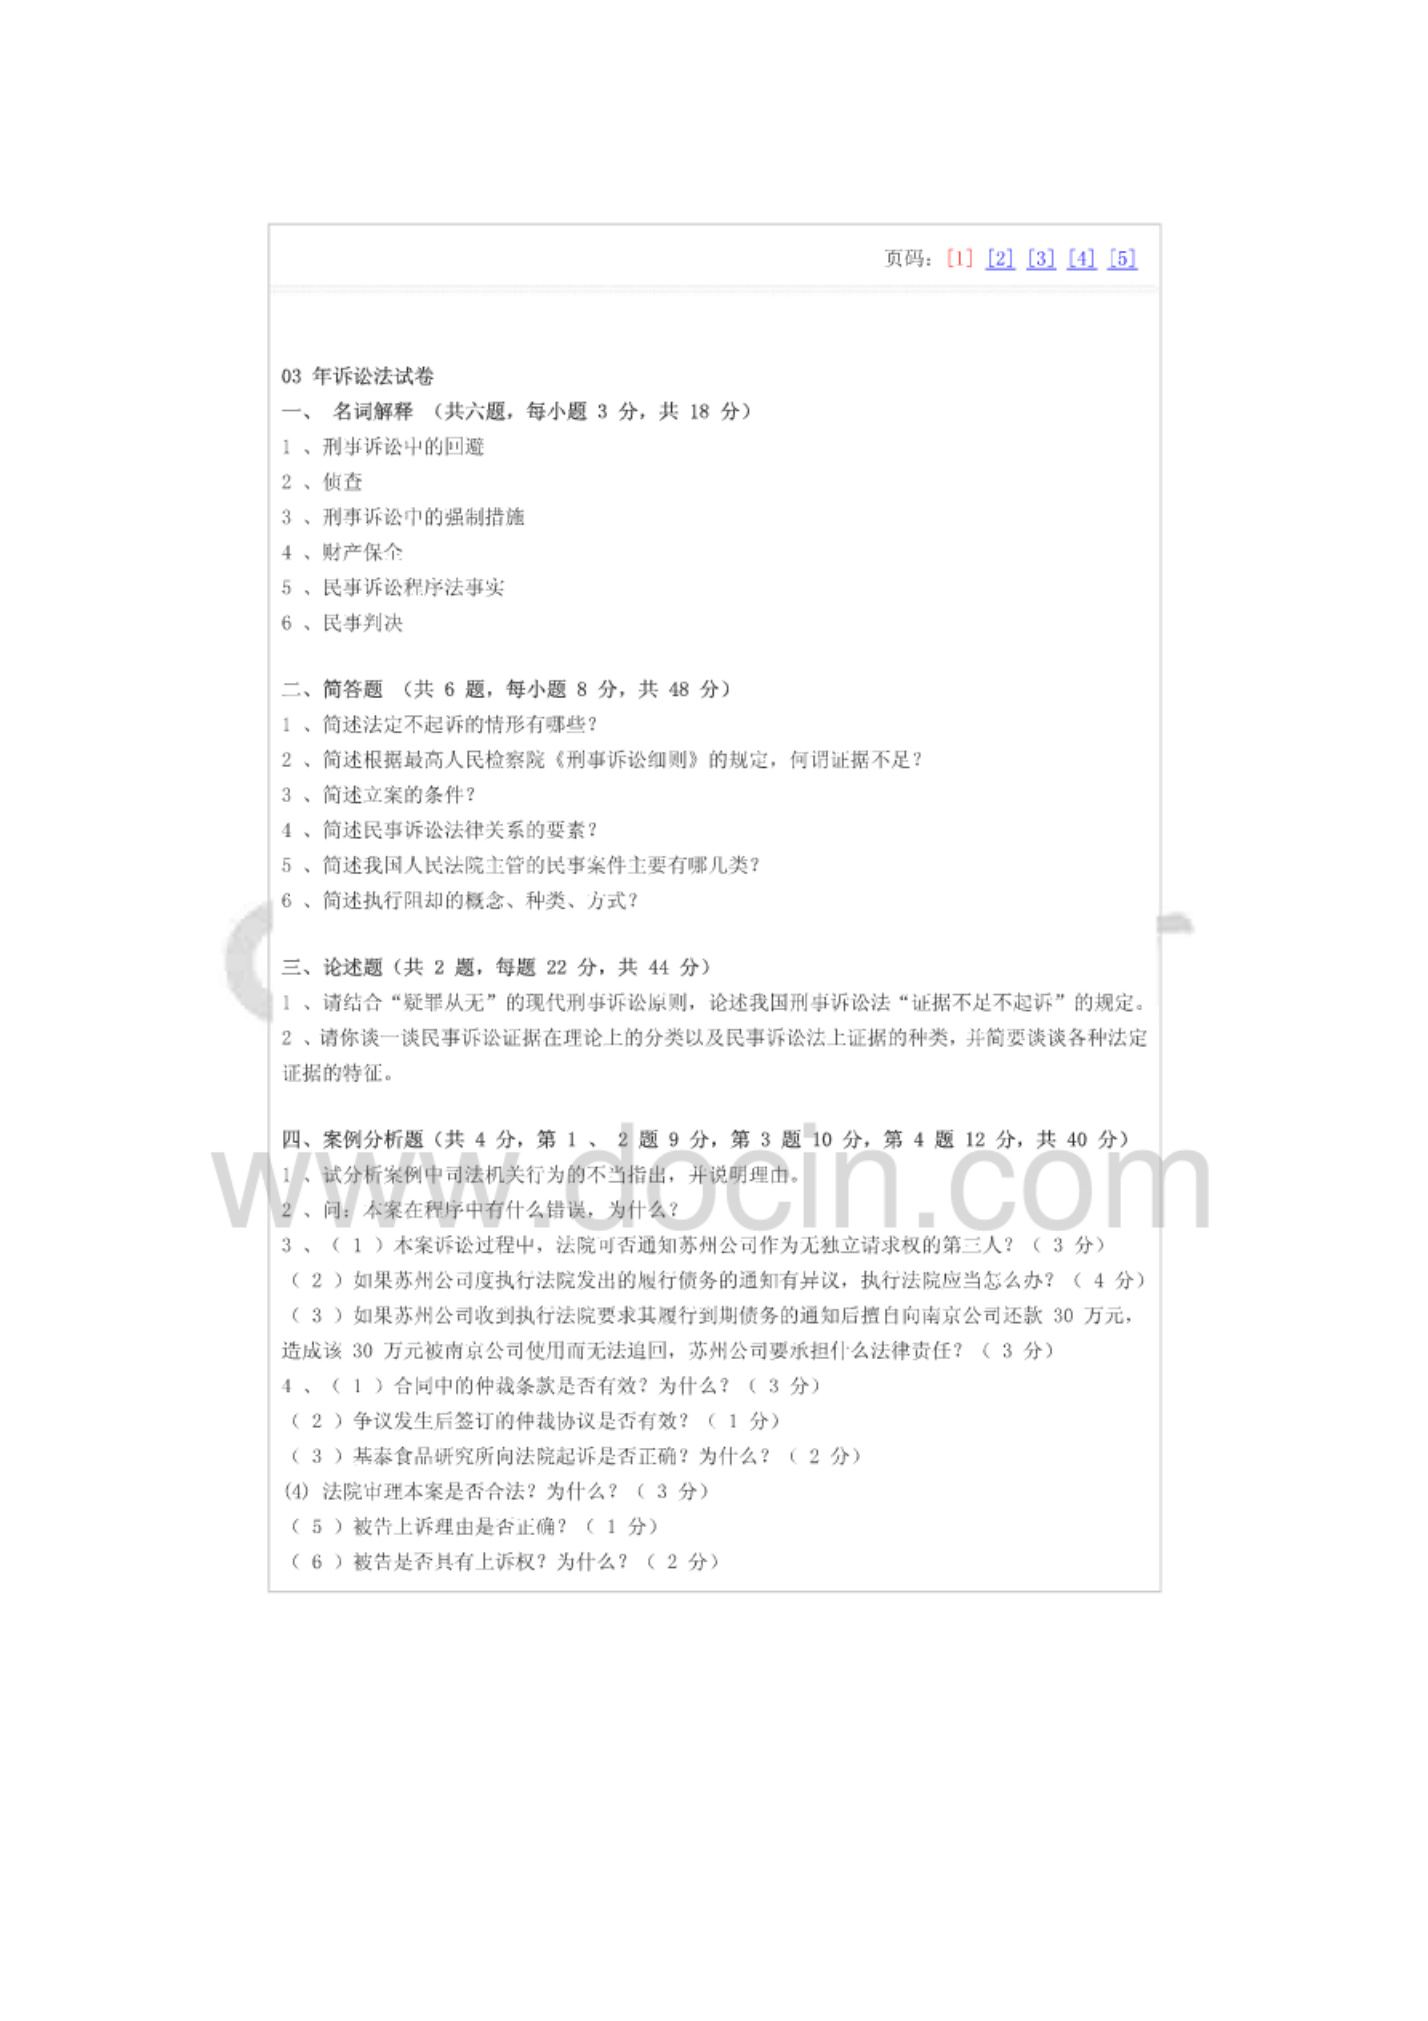 页码： [1] [2] [3] [4] [5]
03 年诉讼法试卷
一、 名词解释 （共六题，每小题 3 分，共 18 分）
1 、刑事诉讼中的回避
2 、侦查
3 、刑事诉讼中的强制措施
4 、财产保全
5 、民事诉讼程序法事实
6 、民事判决
二、简答题 （共 6 题，每小题 8 分，共 48 分）
1 、简述法定不起诉的情形有哪些？
2 、简述根据最高人民检察院《刑事诉讼细则》的规定，何谓证据不足？
3 、简述立案的条件？
4 、简述民事诉讼法律关系的要素？
5 、简述我国人民法院主管的民事案件主要有哪几类？
6 、简述执行阻却的概念、种类、方式？
三、论述题（共 2 题，每题 22 分，共 44 分）
1 、请结合“疑罪从无”的现代刑事诉讼原则，论述我国刑事诉讼法“证据不足不起诉”的规定。
2 、请你谈一谈民事诉讼证据在理论上的分类以及民事诉讼法上证据的种类，并简要谈谈各种法定
证据的特征。
四、案例分析题（共 4 分，第 1 、 2 题 9 分，第 3 题 10 分，第 4 题 12 分，共 40 分）
1 、试分析案例中司法机关行为的不当指出，并说明理由。
2 、问：本案在程序中有什么错误，为什么？
3 、（ 1 ）本案诉讼过程中，法院可否通知苏州公司作为无独立请求权的第三人？（ 3 分）
（ 2 ）如果苏州公司度执行法院发出的履行债务的通知有异议，执行法院应当怎么办？（ 4 分）
（ 3 ）如果苏州公司收到执行法院要求其履行到期债务的通知后擅自向南京公司还款 30 万元，
造成该 30 万元被南京公司使用而无法追回，苏州公司要承担什么法律责任？（ 3 分）
4 、（ 1 ）合同中的仲裁条款是否有效？为什么？（ 3 分）
（ 2 ）争议发生后签订的仲裁协议是否有效？（ 1 分）
（ 3 ）基泰食品研究所向法院起诉是否正确？为什么？（ 2 分）
(4) 法院审理本案是否合法？为什么？（ 3 分）
（ 5 ）被告上诉理由是否正确？（ 1 分）
（ 6 ）被告是否具有上诉权？为什么？（ 2 分）
www.docin.com